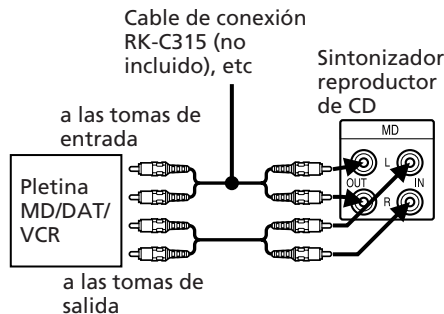 Cable de conexión
RK-C315 (no
incluido), etc
Sintonizador
reproductor
de CD
a las tomas de
entrada
MD
L
OUT
IN
R
Pletina
MD/DAT/
VCR
a las tomas de
salida